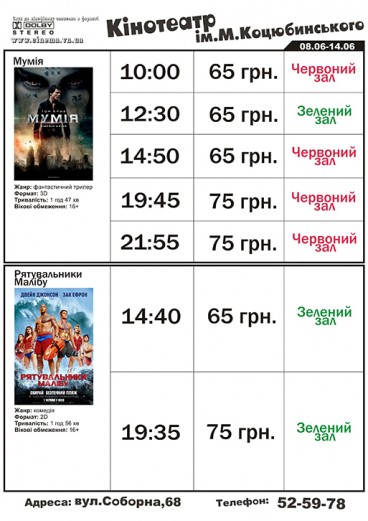 DOLBY
STEREO
www.cinema.vn.ua
Кінотеатр
ім.М.Коцюбинського
08.06-14.06
Мумія
ТОМ КРУЗ
МУМІЯ
Жанр: фантастичний трилер
Формат: 3D
Тривалість: 1 год 47 хв
Вікові обмеження: 16+
10:00 65 грн. Червоний зал
12:30 65 грн. Зелений зал
14:50 65 грн. Червоний зал
19:45 75 грн. Червоний зал
21:55 75 грн. Червоний зал
Рятувальники
Малібу
ДВЕЙН ДЖОНСОН ЗАК ЕФРОН
РЯТУВАЛЬНИКИ
МАЛІБУ
Жанр: комедія
Формат: 2D
Тривалість: 1 год 56 хв
Вікові обмеження: 16+
14:40 65 грн. Зелений зал
19:35 75 грн. Зелений зал
Адреса: вул.Соборна,68 Телефон: 52-59-78